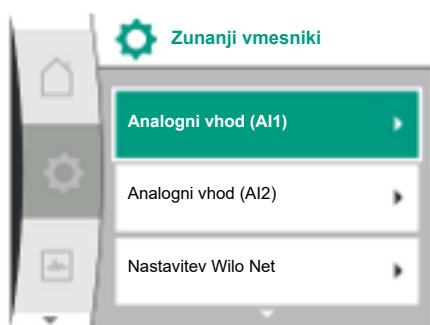 Zunanji vmesniki
Analogni vhod (AI1)
Analogni vhod (AI2)
Nastavitev Wilo Net